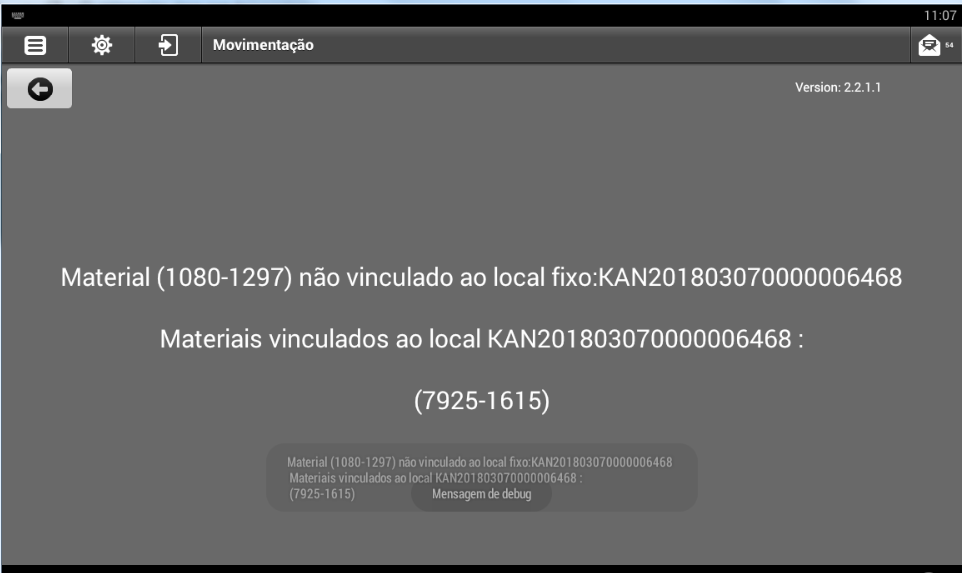 11:07
Movimentação
54
Version: 2.2.1.1
Material (1080-1297) não vinculado ao local fixo:KAN201803070000006468
Materiais vinculados ao local KAN201803070000006468 :
(7925-1615)
Material (1080-1297) não vinculado ao local fixo:KAN201803070000006468
Materiais vinculados ao local KAN201803070000006468 :
(7925-1615)
Mensagem de debug